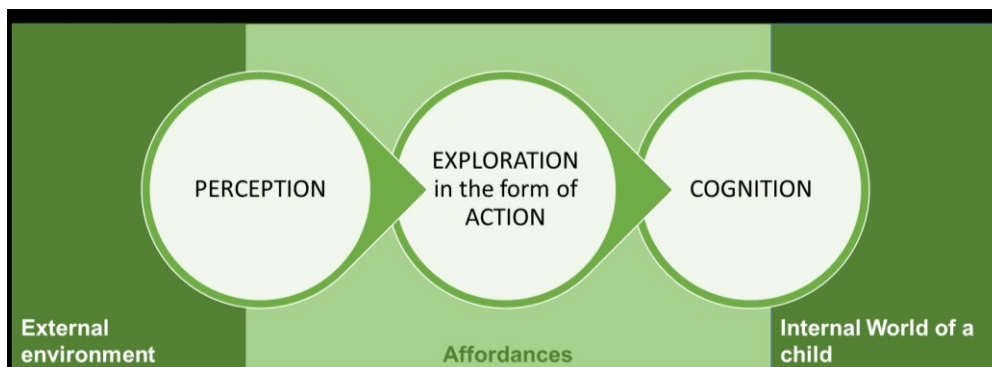 PERCEPTION
EXPLORATION
in the form of
ACTION
COGNITION
External
environment
Affordances
Internal World of a
child